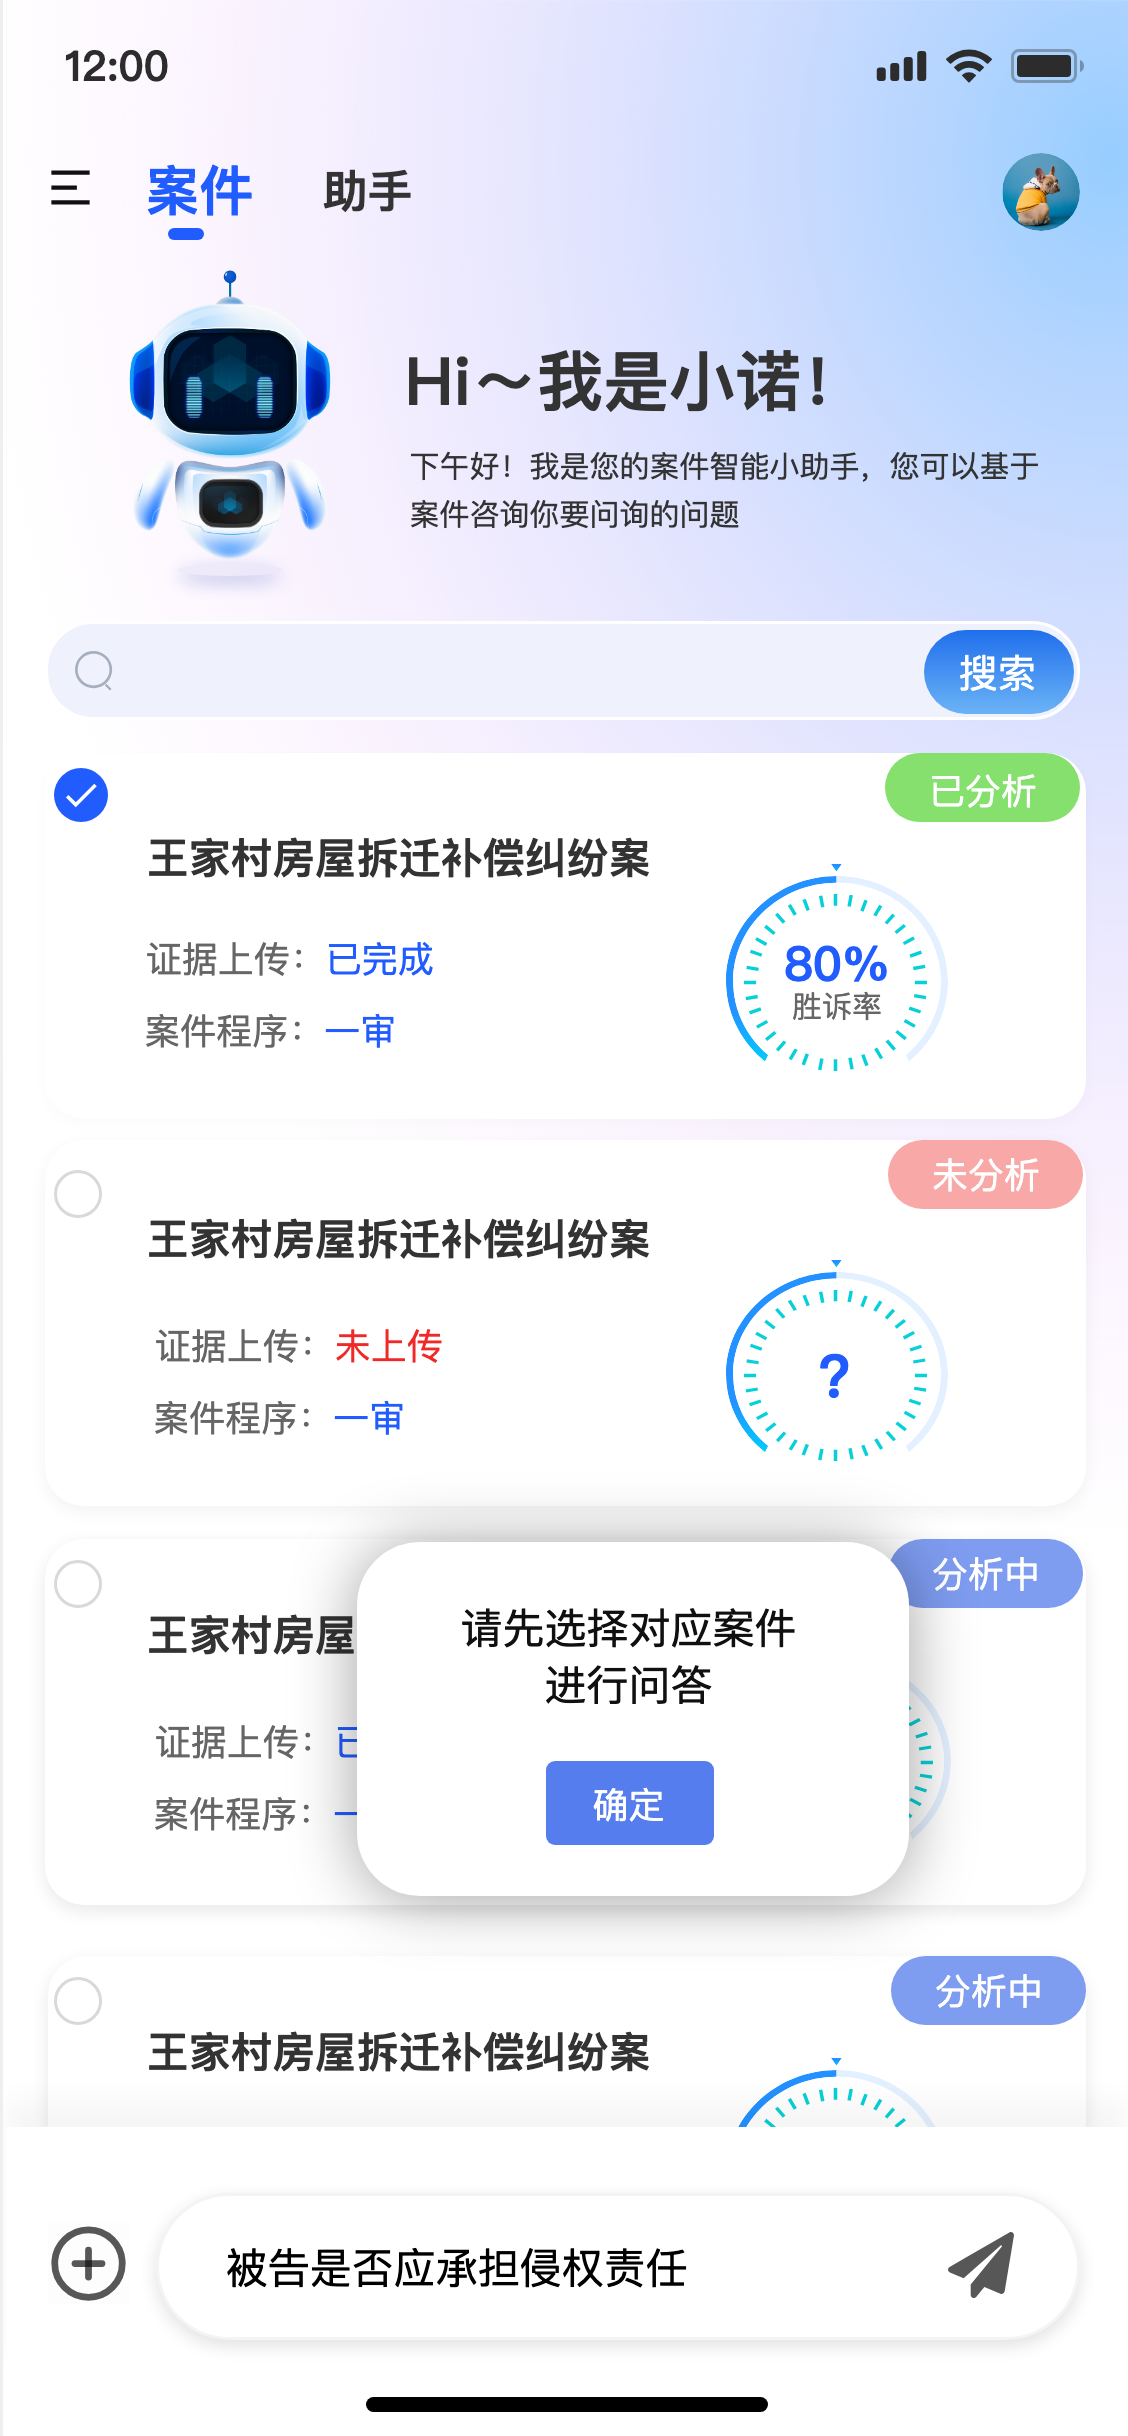 12:00
案件
助手
Hi～我是小诺！
下午好！我是您的案件智能小助手，您可以基于
案件咨询你要问询的问题
搜索
已分析
王家村房屋拆迁补偿纠纷案
证据上传：已完成
案件程序：一审
80%
胜诉率
未分析
王家村房屋拆迁补偿纠纷案
证据上传：未上传
案件程序：一审
?
分析中
王家村房屋
证据上传：已
案件程序：一
请先选择对应案件
进行问答
确定
分析中
王家村房屋拆迁补偿纠纷案
被告是否应承担侵权责任